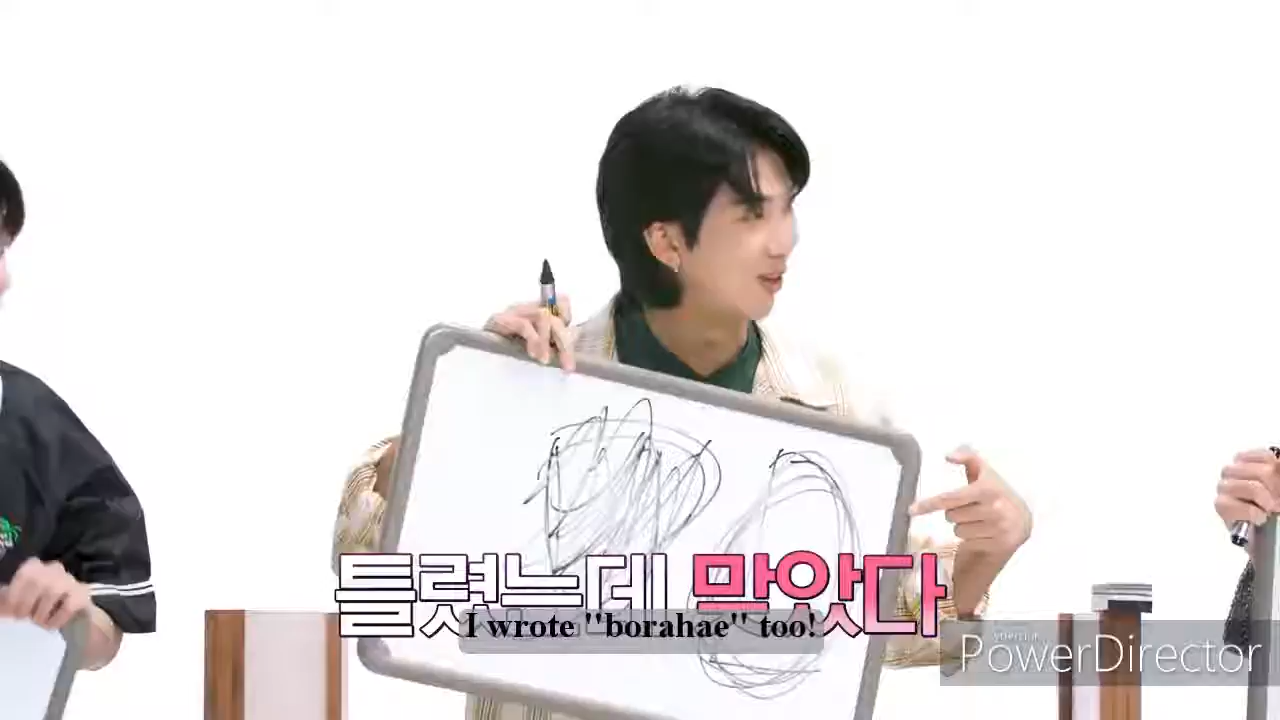 틀렸는데 맞았다
I wrote "borahae" too!
PowerDirector